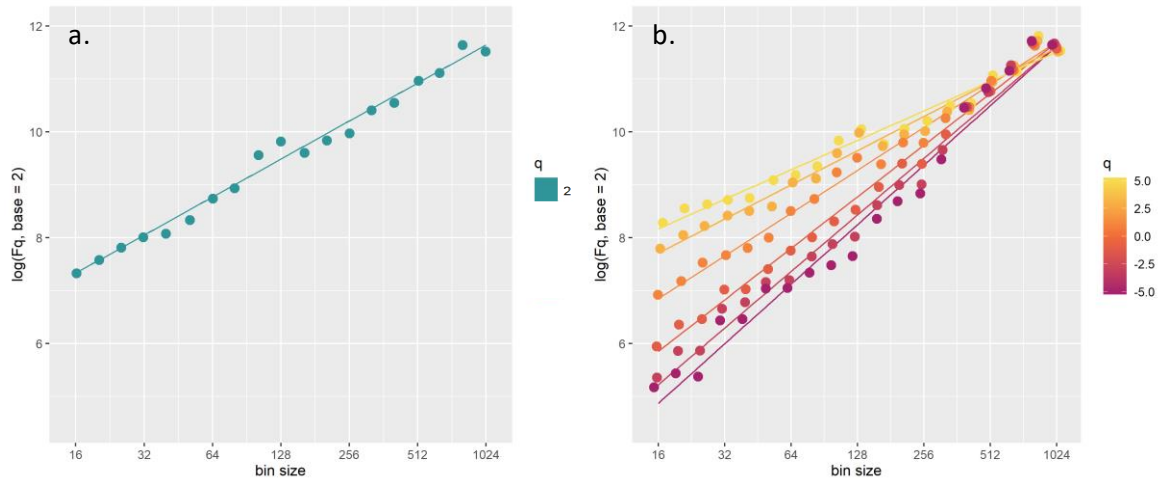 a.
12
10
8
6
log(Fq, base = 2)
16 32 64 128 256 512 1024
bin size
q
2
b.
12
10
8
6
log(Fq, base = 2)
16 32 64 128 256 512 1024
bin size
q
5.0
2.5
0.0
-2.5
-5.0